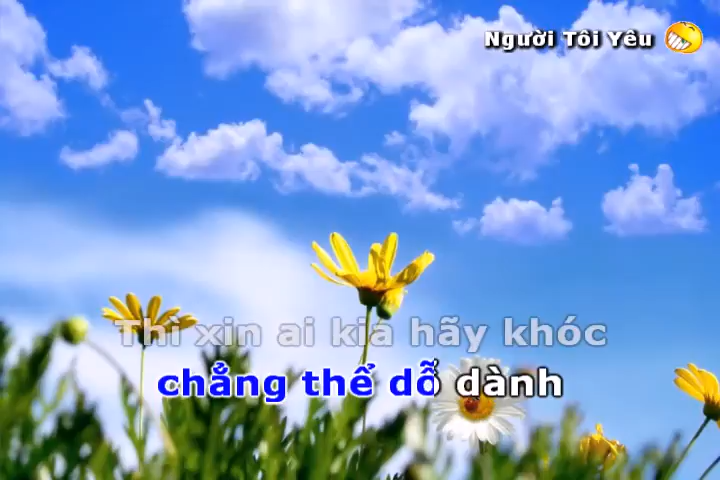 Người Tôi Yêu
Thì xin ai kia hãy khóc
chẳng thể dỗ dành